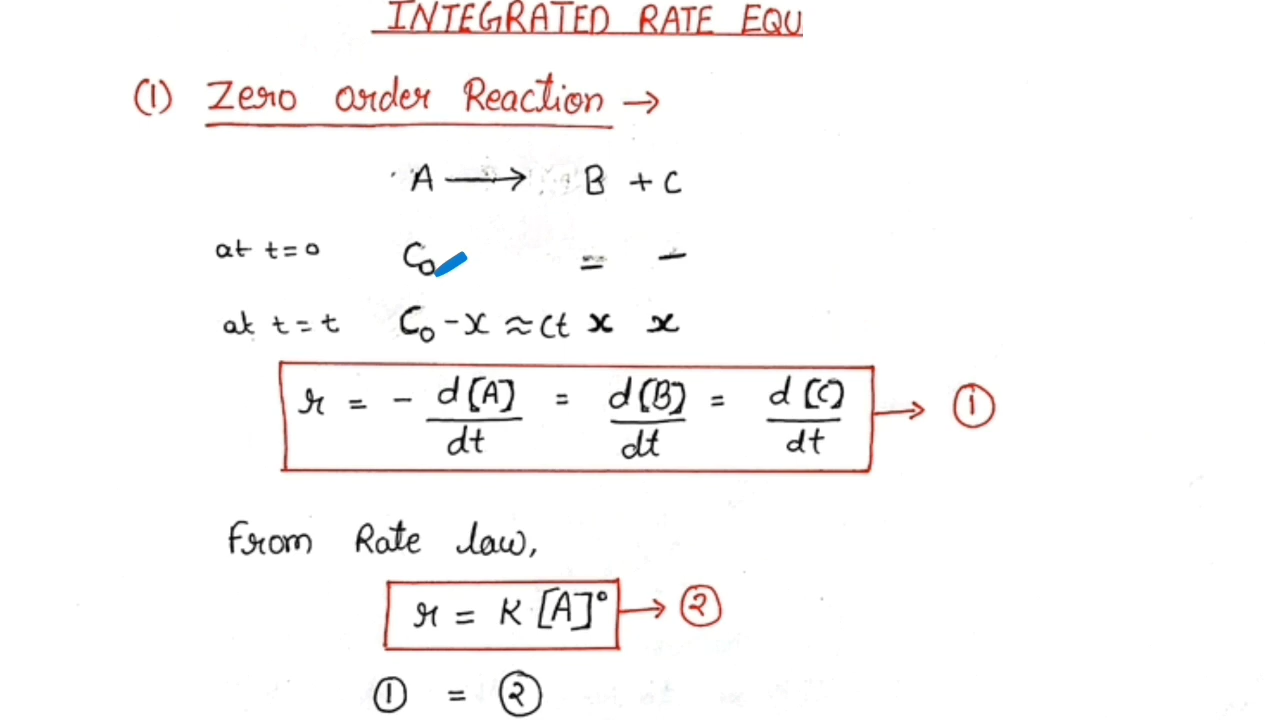 INTEGRATED RATE EQU
(1) Zero order Reaction →
A ⟶ B + C
at t=0 C₀ = −
at t=t C₀-x ≈ Ct x x
r = - d[A]/dt = d[B]/dt = d[C]/dt → ①
From Rate law,
r = K [A]° → ②
① = ②